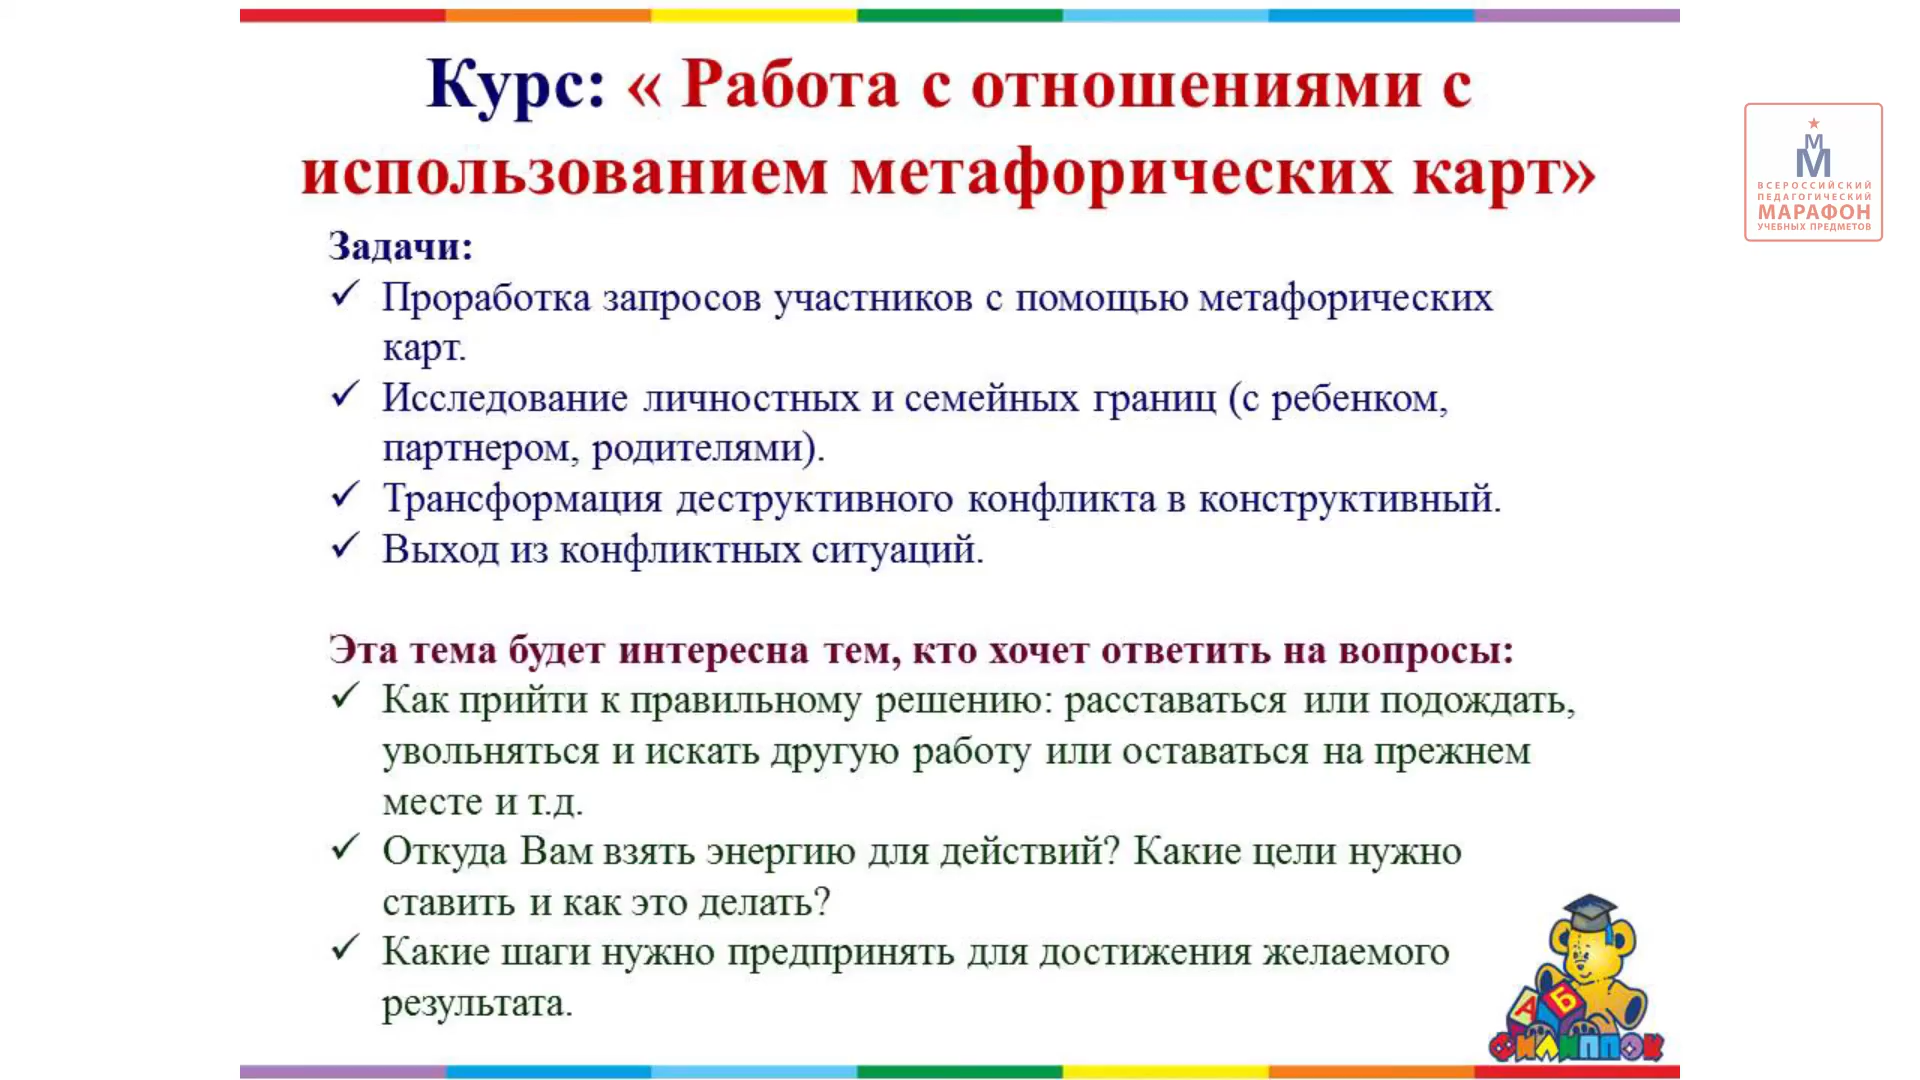 Курс: « Работа с отношениями с
использованием метафорических карт»
Задачи:
✓ Проработка запросов участников с помощью метафорических
карт.
✓ Исследование личностных и семейных границ (с ребенком,
партнером, родителями).
✓ Трансформация деструктивного конфликта в конструктивный.
✓ Выход из конфликтных ситуаций.
Эта тема будет интересна тем, кто хочет ответить на вопросы:
✓ Как прийти к правильному решению: расставаться или подождать,
увольняться и искать другую работу или оставаться на прежнем
месте и т.д.
✓ Откуда Вам взять энергию для действий? Какие цели нужно
ставить и как это делать?
✓ Какие шаги нужно предпринять для достижения желаемого
результата.
М
М
ВСЕРОССИЙСКИЙ
ПЕДАГОГИЧЕСКИЙ
МАРАФОН
УЧЕБНЫХ ПРЕДМЕТОВ
А Б
ФИЛИППОК